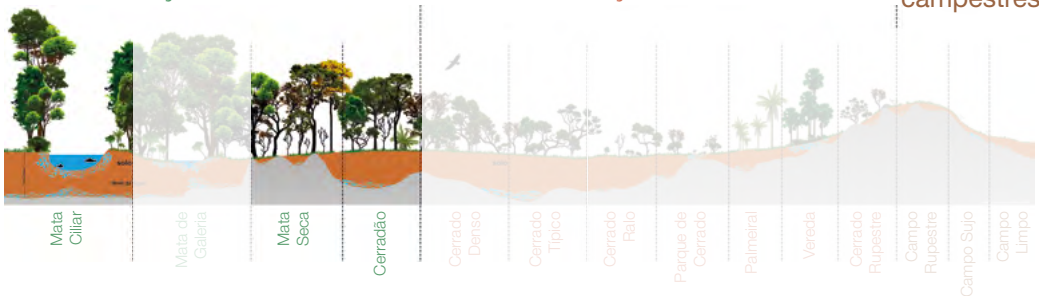 campestres
Mata
Ciliar
Mata de
Galeria
Mata
Seca
Cerradão
Cerrado
Denso
Cerrado
Típico
Cerrado
Ralo
Parque de
Cerrado
Palmeiral
Vereda
Cerrado
Rupestre
Campo
Rupestre
Campo Sujo
Campo
Limpo